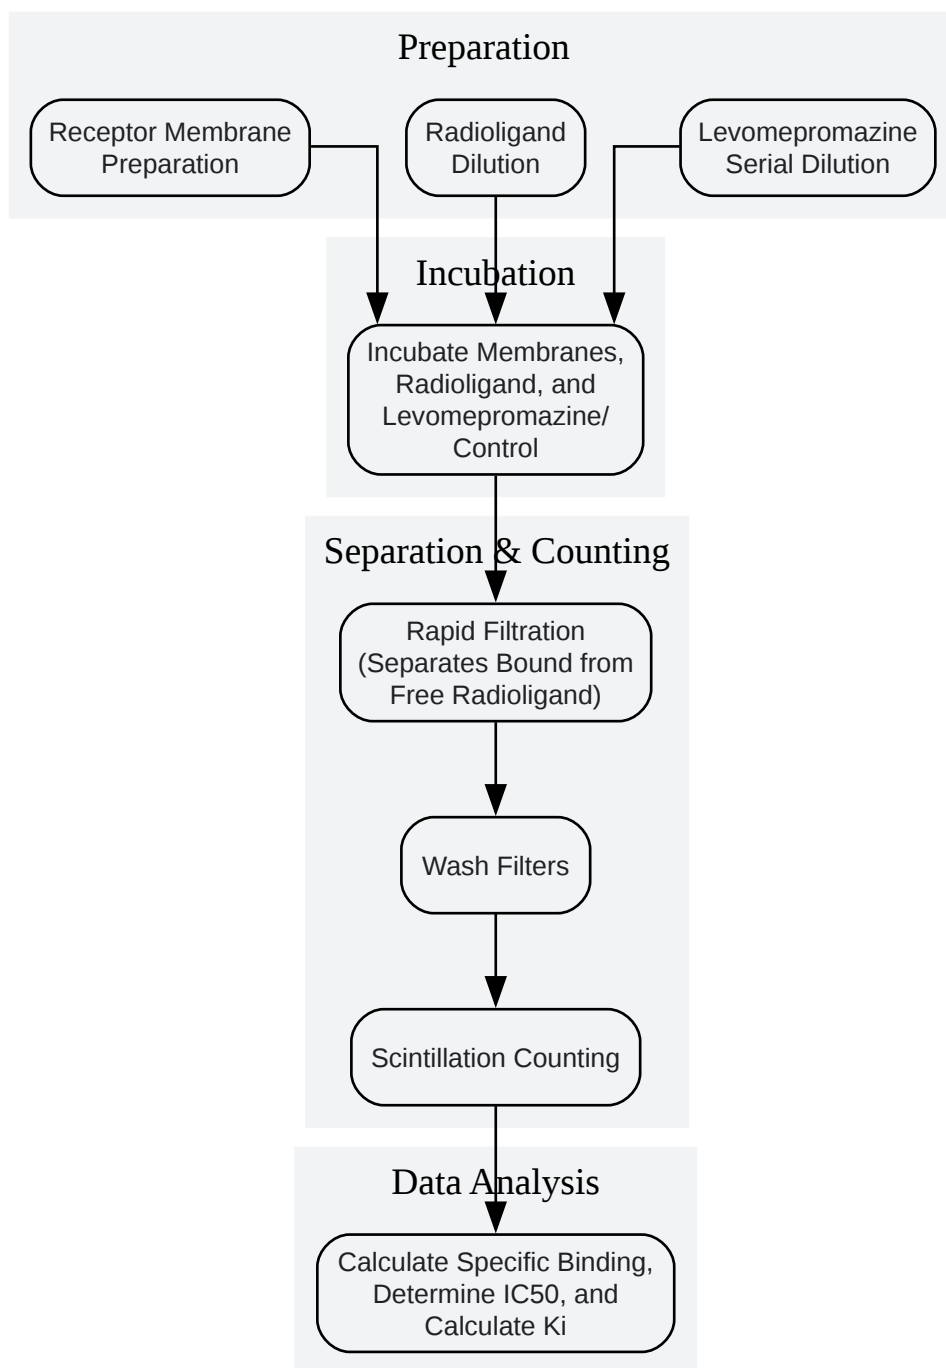 Preparation
Receptor Membrane
Preparation
Radioligand
Dilution
Levomepromazine
Serial Dilution
Incubation
Incubate Membranes,
Radioligand, and
Levomepromazine/
Control
Separation & Counting
Rapid Filtration
(Separates Bound from
Free Radioligand)
Wash Filters
Scintillation Counting
Data Analysis
Calculate Specific Binding,
Determine IC50, and
Calculate Ki